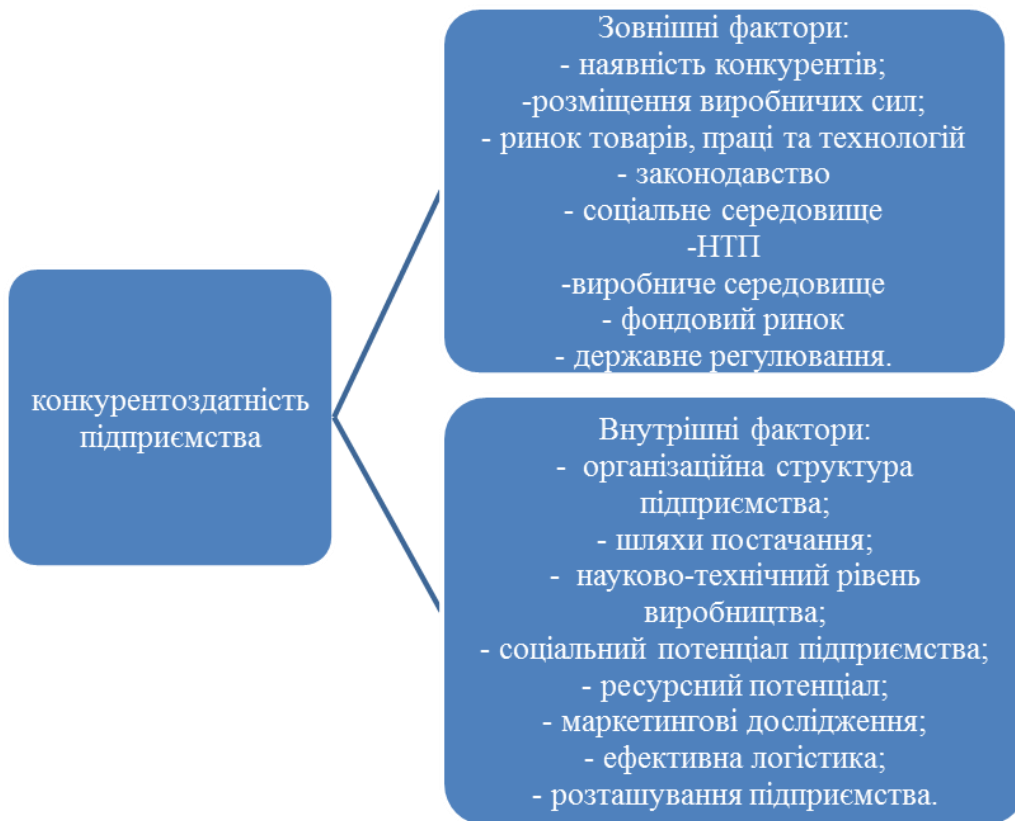 конкурентоздатність
підприємства
Зовнішні фактори:
- наявність конкурентів;
-розміщення виробничих сил;
- ринок товарів, праці та технологій
- законодавство
- соціальне середовище
-НТП
-виробниче середовище
- фондовий ринок
- державне регулювання.
Внутрішні фактори:
- організаційна структура
підприємства;
- шляхи постачання;
- науково-технічний рівень
виробництва;
- соціальний потенціал підприємства;
- ресурсний потенціал;
- маркетингові дослідження;
- ефективна логістика;
- розташування підприємства.